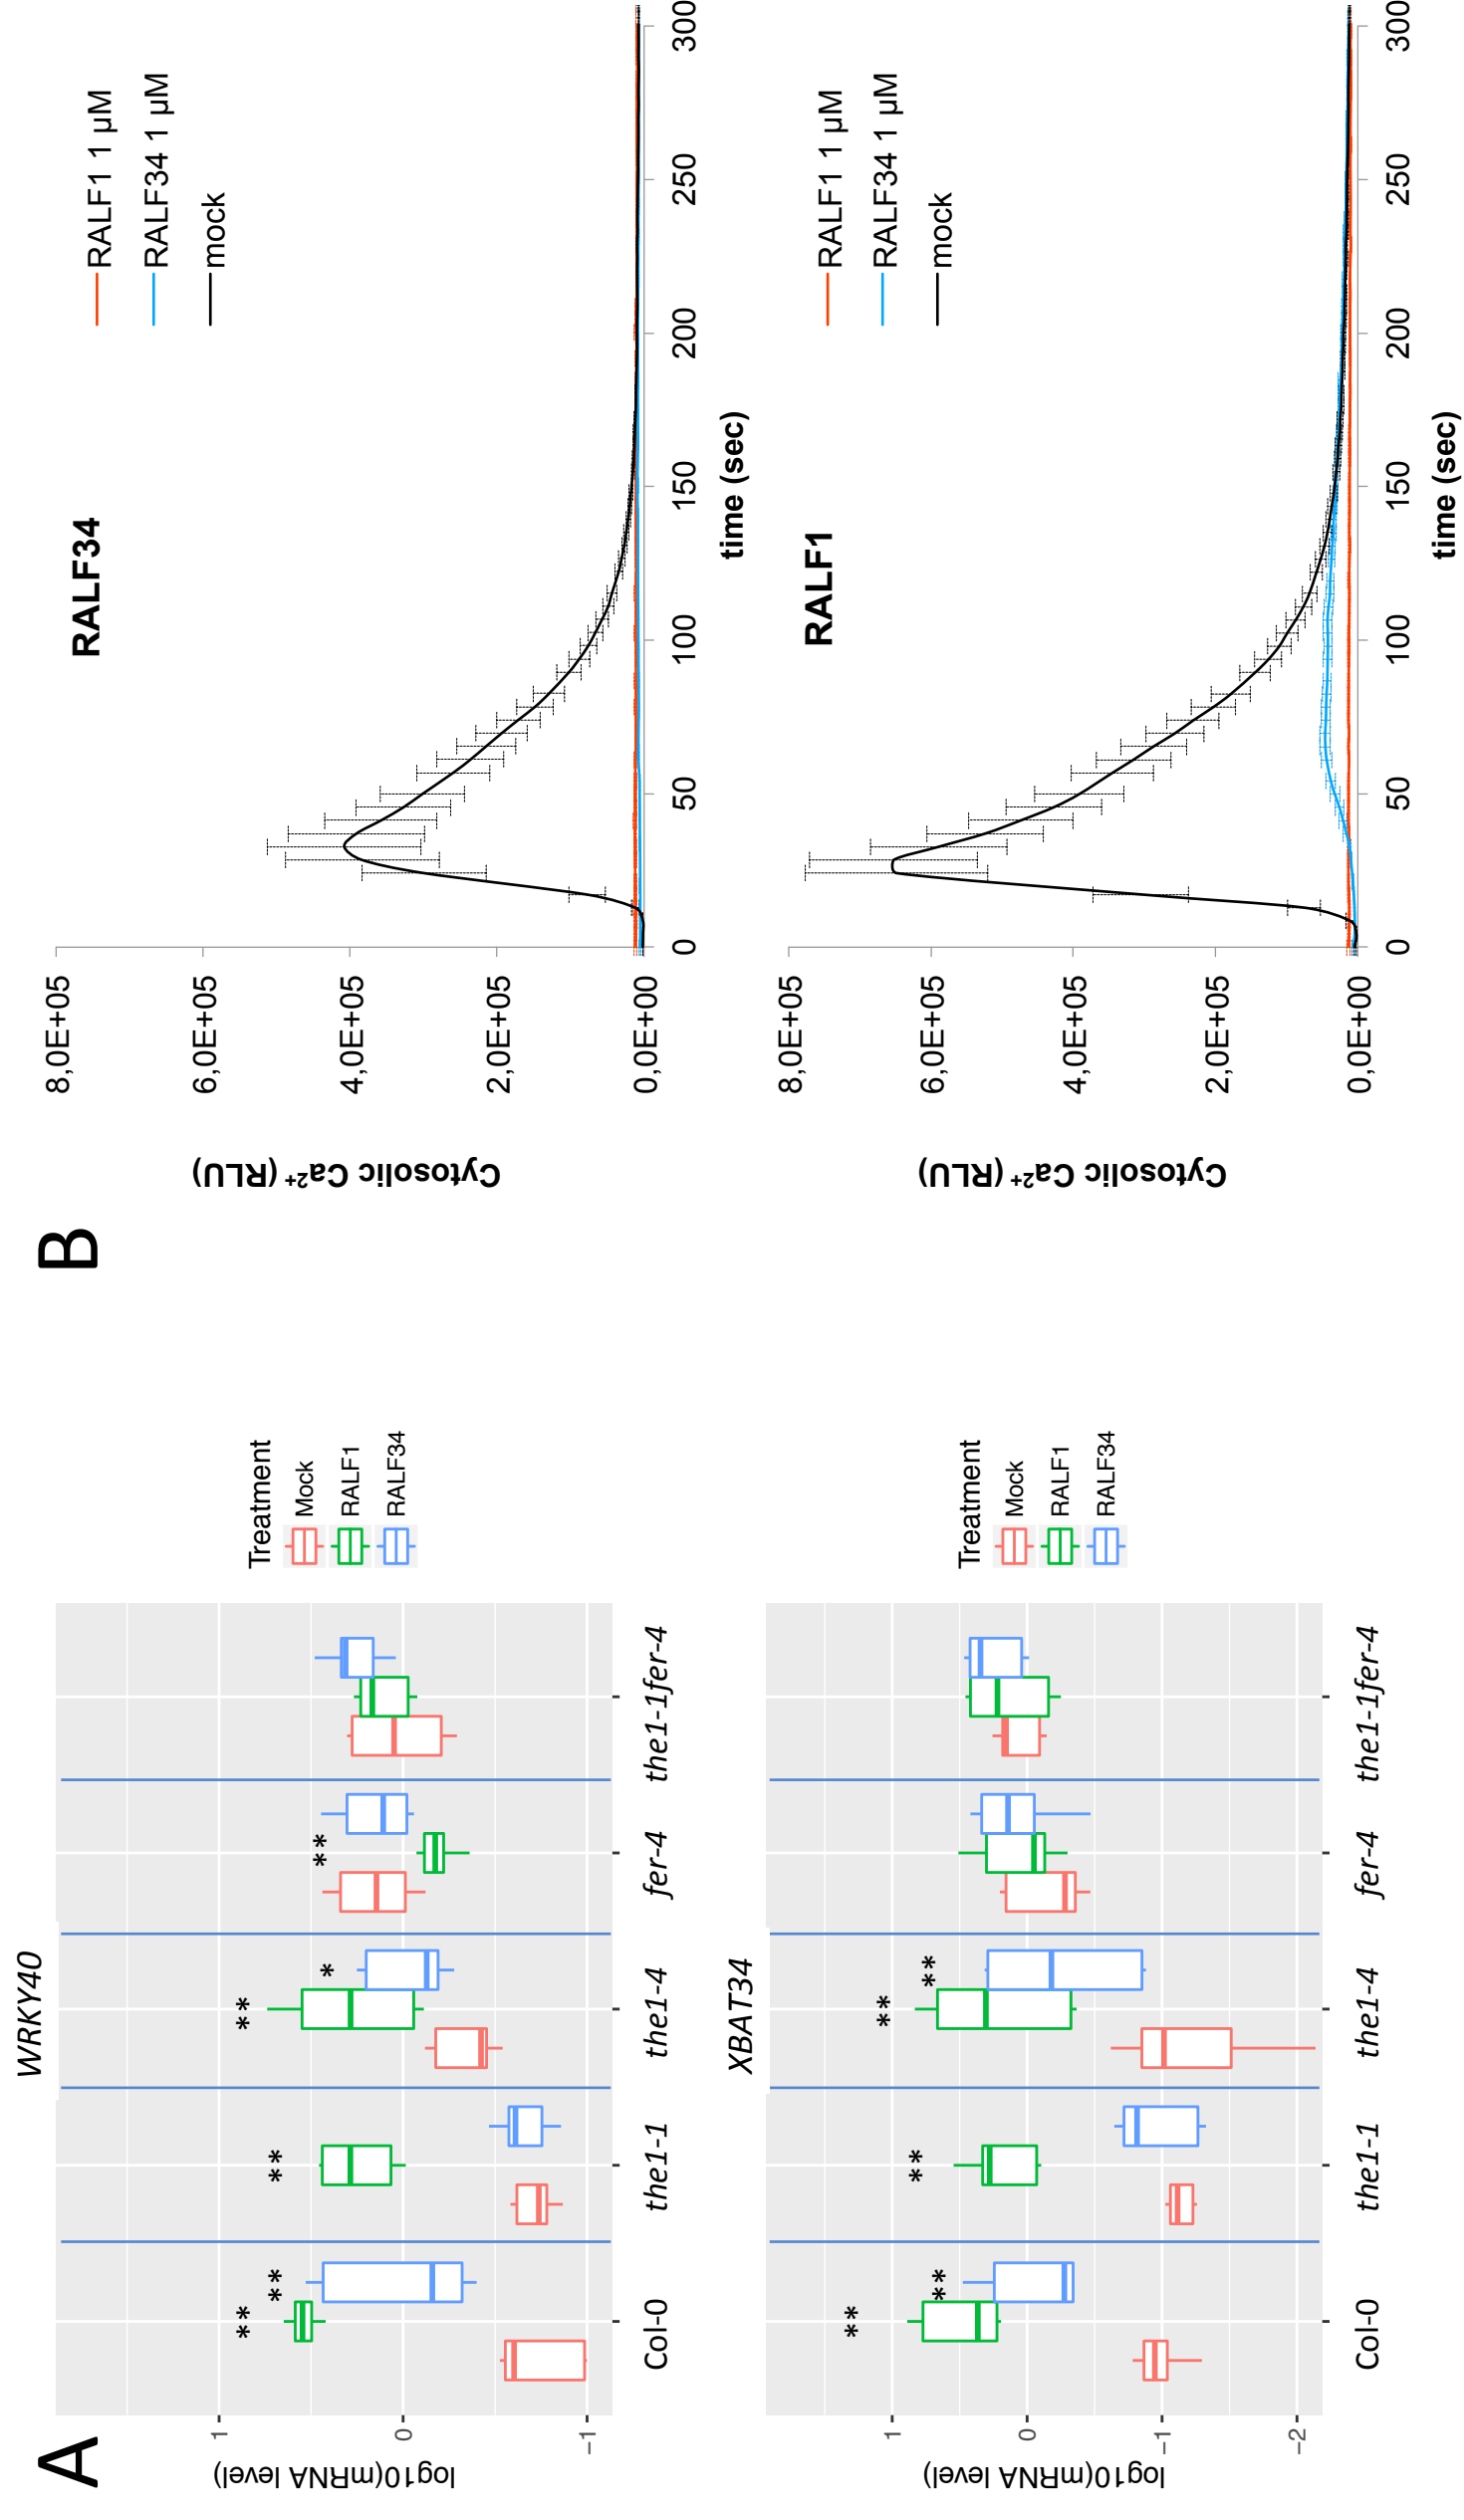 A
WRKY40
log10(mRNA level)
1
0
−1
Col-0
the1-1
the1-4
fer-4
the1-1fer-4
** ** ** ** * **
Treatment
Mock
RALF1
RALF34
XBAT34
log10(mRNA level)
1
0
−1
−2
Col-0
the1-1
the1-4
fer-4
the1-1fer-4
** ** ** ** **
Treatment
Mock
RALF1
RALF34
B
RALF34
Cytosolic Ca2+ (RLU)
8,0E+05
6,0E+05
4,0E+05
2,0E+05
0,0E+00
0 50 100 150 200 250 300
time (sec)
RALF1 1 µM
RALF34 1 µM
mock
RALF1
Cytosolic Ca2+ (RLU)
8,0E+05
6,0E+05
4,0E+05
2,0E+05
0,0E+00
0 50 100 150 200 250 300
time (sec)
RALF1 1 µM
RALF34 1 µM
mock